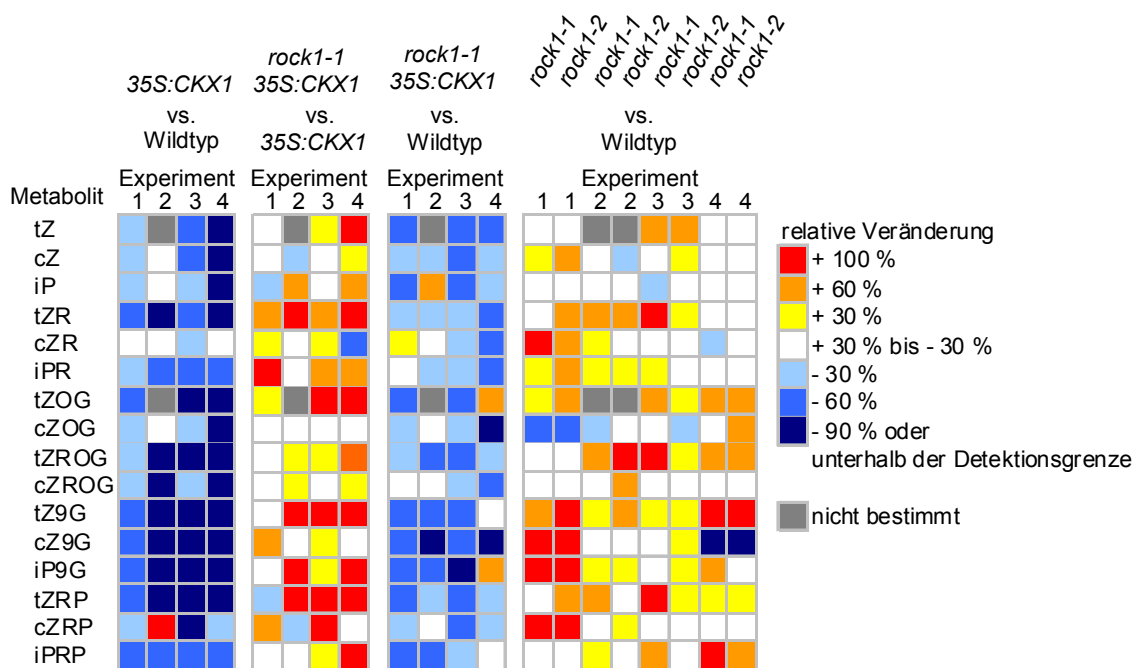 rock1-1 rock1-2 rock1-1 rock1-2 rock1-1 rock1-2 rock1-1 rock1-2
rock1-1 rock1-1
35S:CKX1 35S:CKX1 35S:CKX1
vs. vs. vs. vs.
Wildtyp 35S:CKX1 Wildtyp Wildtyp
Experiment Experiment Experiment Experiment
Metabolit 1 2 3 4 1 2 3 4 1 2 3 4 1 1 2 2 3 3 4 4
tZ
cZ
iP
tZR
cZR
iPR
tZOG
cZOG
tZROG
cZROG
tZ9G
cZ9G
iP9G
tZRP
cZRP
iPRP
relative Veränderung
+ 100 %
+ 60 %
+ 30 %
+ 30 % bis - 30 %
- 30 %
- 60 %
- 90 % oder
unterhalb der Detektionsgrenze
nicht bestimmt